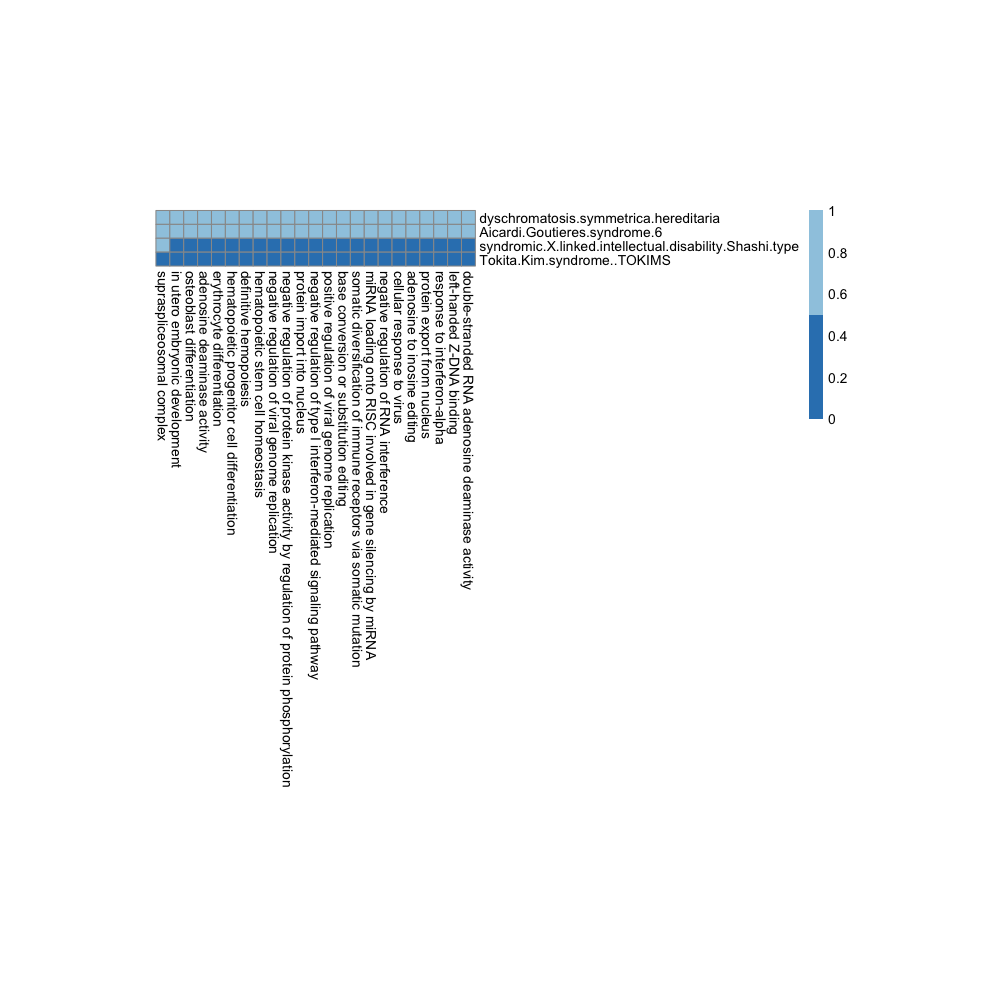 dyschromatosis.symmetrica.hereditaria
Aicardi.Goutieres.syndrome.6
syndromic.X.linked.intellectual.disability.Shashi.type
Tokita.Kim.syndrome..TOKIMS
1
0.8
0.6
0.4
0.2
0
supraspliceosomal complex
in utero embryonic development
osteoblast differentiation
adenosine deaminase activity
erythrocyte differentiation
hematopoietic progenitor cell differentiation
definitive hemopoiesis
hematopoietic stem cell homeostasis
negative regulation of viral genome replication
negative regulation of protein kinase activity by regulation of protein phosphorylation
protein import into nucleus
negative regulation of type I interferon-mediated signaling pathway
positive regulation of viral genome replication
base conversion or substitution editing
somatic diversification of immune receptors via somatic mutation
miRNA loading onto RISC involved in gene silencing by miRNA
negative regulation of RNA interference
cellular response to virus
adenosine to inosine editing
protein export from nucleus
response to interferon-alpha
left-handed Z-DNA binding
double-stranded RNA adenosine deaminase activity